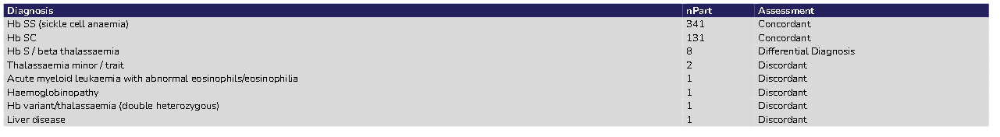 Diagnosis nPart Assessment
Hb SS (sickle cell anaemia) 341 Concordant
Hb SC 131 Concordant
Hb S / beta thalassaemia 8 Differential Diagnosis
Thalassaemia minor / trait 2 Discordant
Acute myeloid leukaemia with abnormal eosinophils/eosinophilia 1 Discordant
Haemoglobinopathy 1 Discordant
Hb variant/thalassaemia (double heterozygous) 1 Discordant
Liver disease 1 Discordant